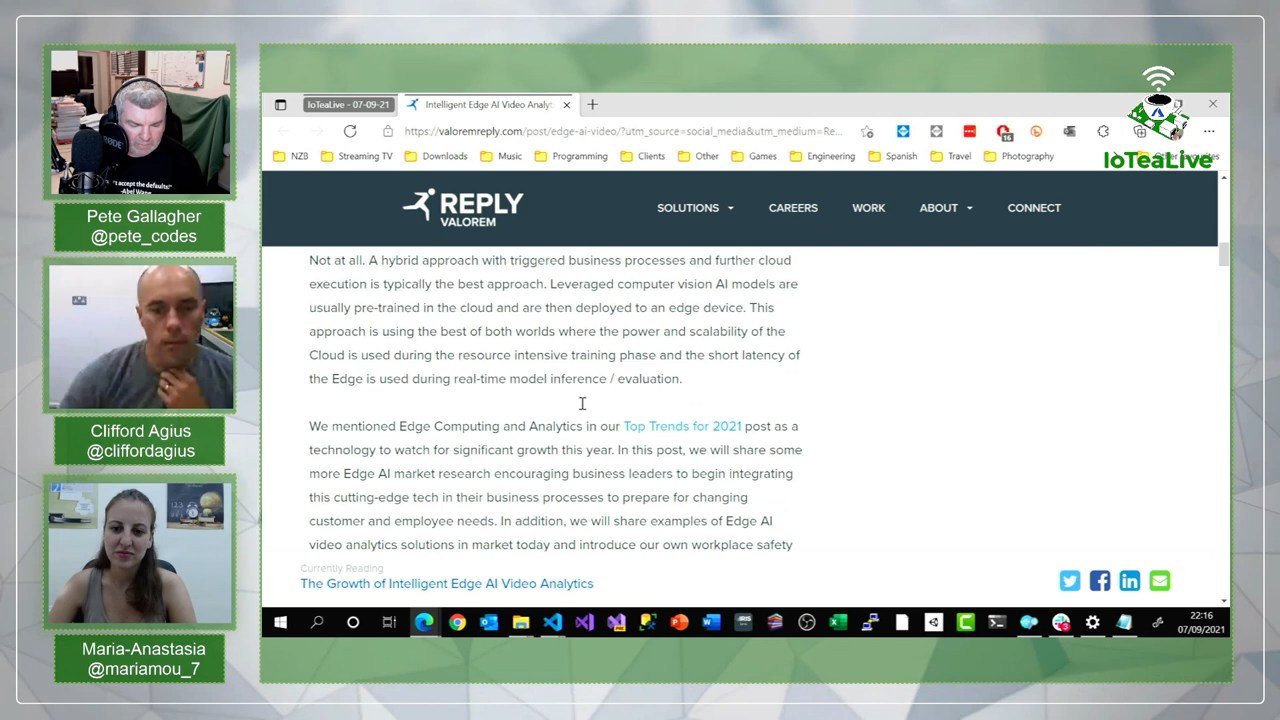 CODE
"t accept the defaults!"
-Abel Wang
Pete Gallagher
@pete_codes
Clifford Agius
@cliffordagius
Maria-Anastasia
@mariamou_7
IoTeaLive - 07-09-21
Intelligent Edge AI Video Analyt
https://valoremreply.com/post/edge-ai-video/?utm_source=social_media&utm_medium=Re...
16
NZB
Streaming TV
Downloads
Music
Programming
Clients
Other
Games
Engineering
Spanish
Travel
Photography
Other favourites
IoTeaLive
REPLY
VALOREM
SOLUTIONS
CAREERS
WORK
ABOUT
CONNECT
Not at all. A hybrid approach with triggered business processes and further cloud
execution is typically the best approach. Leveraged computer vision AI models are
usually pre-trained in the cloud and are then deployed to an edge device. This
approach is using the best of both worlds where the power and scalability of the
Cloud is used during the resource intensive training phase and the short latency of
the Edge is used during real-time model inference / evaluation.
We mentioned Edge Computing and Analytics in our Top Trends for 2021 post as a
technology to watch for significant growth this year. In this post, we will share some
more Edge AI market research encouraging business leaders to begin integrating
this cutting-edge tech in their business processes to prepare for changing
customer and employee needs. In addition, we will share examples of Edge AI
video analytics solutions in market today and introduce our own workplace safety
Currently Reading
The Growth of Intelligent Edge AI Video Analytics
IRIS
22:16
07/09/2021